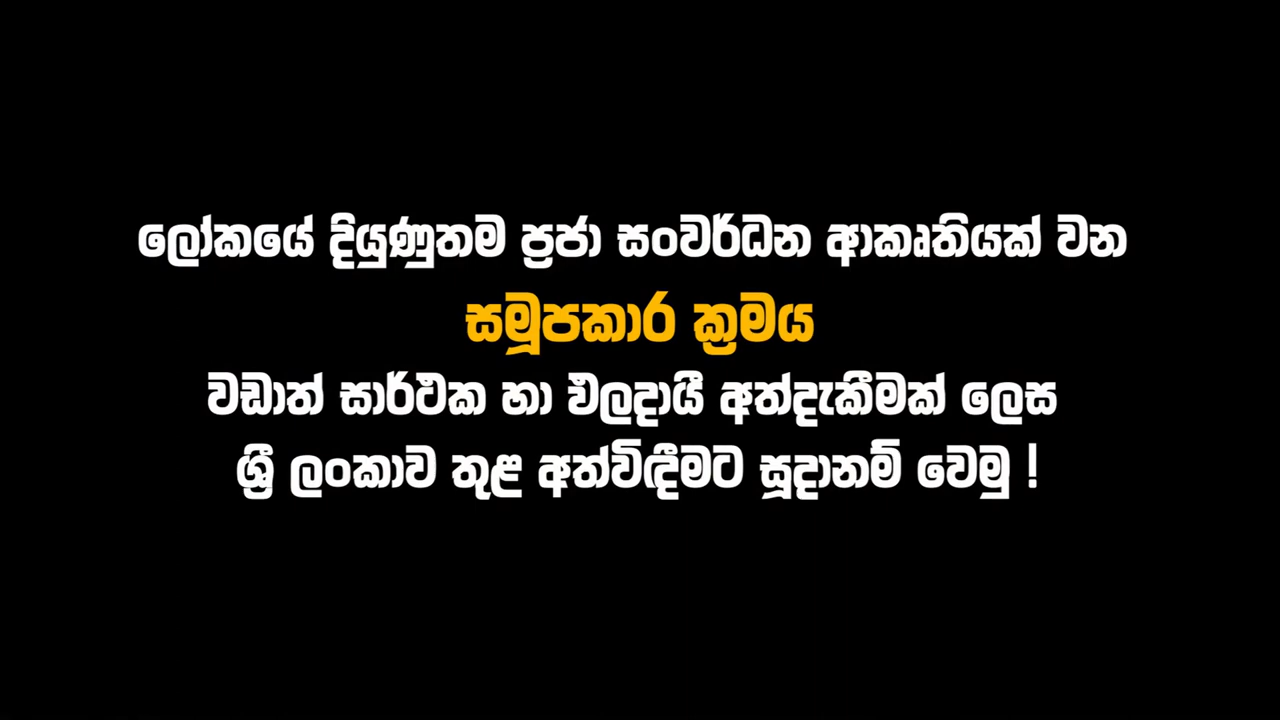 ලෝකයේ දියුණුතම ප්‍රජා සංවර්ධන ආකෘතියක් වන
සමූපකාර ක්‍රමය
වඩාත් සාර්ථක හා ඵලදායී අත්දැකීමක් ලෙස
ශ්‍රී ලංකාව තුළ අත්විඳීමට සූදානම් වෙමු !